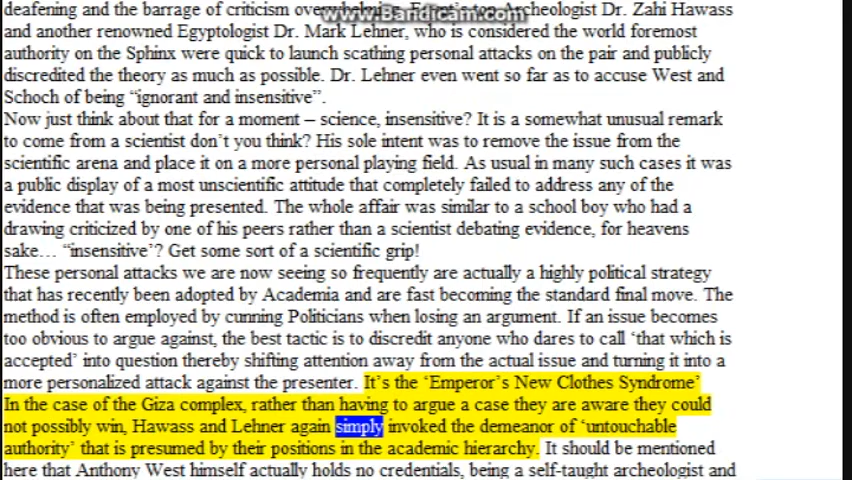 deafening and the barrage of criticism overwhelming. Egypt's top Archeologist Dr. Zahi Hawass
www.Bandicam.com
and another renowned Egyptologist Dr. Mark Lehner, who is considered the world foremost
authority on the Sphinx were quick to launch scathing personal attacks on the pair and publicly
discredited the theory as much as possible. Dr. Lehner even went so far as to accuse West and
Schoch of being “ignorant and insensitive”.
Now just think about that for a moment – science, insensitive? It is a somewhat unusual remark
to come from a scientist don’t you think? His sole intent was to remove the issue from the
scientific arena and place it on a more personal playing field. As usual in many such cases it was
a public display of a most unscientific attitude that completely failed to address any of the
evidence that was being presented. The whole affair was similar to a school boy who had a
drawing criticized by one of his peers rather than a scientist debating evidence, for heavens
sake… “insensitive’? Get some sort of a scientific grip!
These personal attacks we are now seeing so frequently are actually a highly political strategy
that has recently been adopted by Academia and are fast becoming the standard final move. The
method is often employed by cunning Politicians when losing an argument. If an issue becomes
too obvious to argue against, the best tactic is to discredit anyone who dares to call ‘that which is
accepted’ into question thereby shifting attention away from the actual issue and turning it into a
more personalized attack against the presenter. It’s the ‘Emperor’s New Clothes Syndrome’
In the case of the Giza complex, rather than having to argue a case they are aware they could
not possibly win, Hawass and Lehner again simply invoked the demeanor of ‘untouchable
authority’ that is presumed by their positions in the academic hierarchy. It should be mentioned
here that Anthony West himself actually holds no credentials, being a self-taught archeologist and